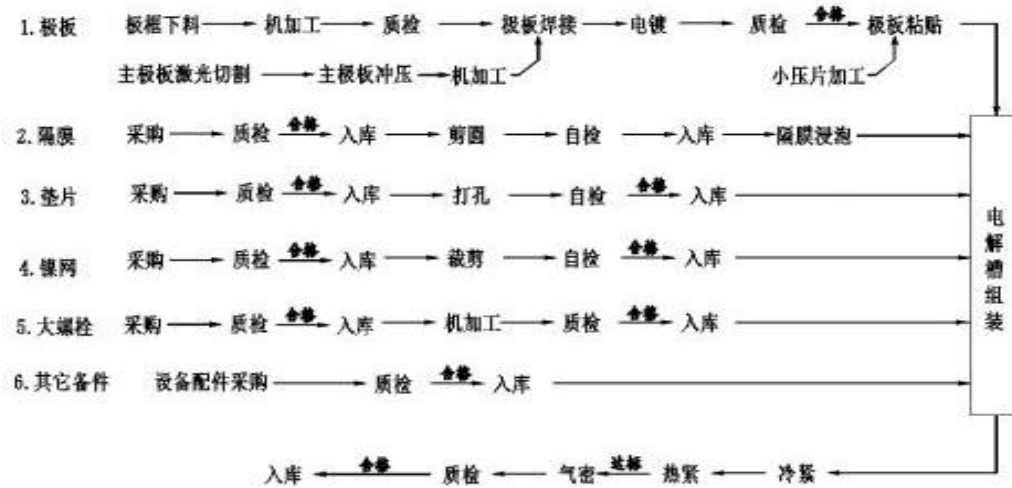 合格
1.极板 极框下料 机加工 质检 极板焊接 电镀 质检 极板粘贴
主极板激光切割 主极板冲压 机加工 小压片加工
合格
2.隔膜 采购 质检 入库 剪圆 自检 入库 隔膜浸泡
合格 合格
3.垫片 采购 质检 入库 打孔 自检 入库
合格 合格
4.镍网 采购 质检 入库 裁剪 自检 入库
合格 合格
5.大螺栓 采购 质检 入库 机加工 质检 入库
合格
6.其它备件 设备配件采购 质检 入库
电解槽组装
合格 达标
入库 质检 气密 热紧 冷紧